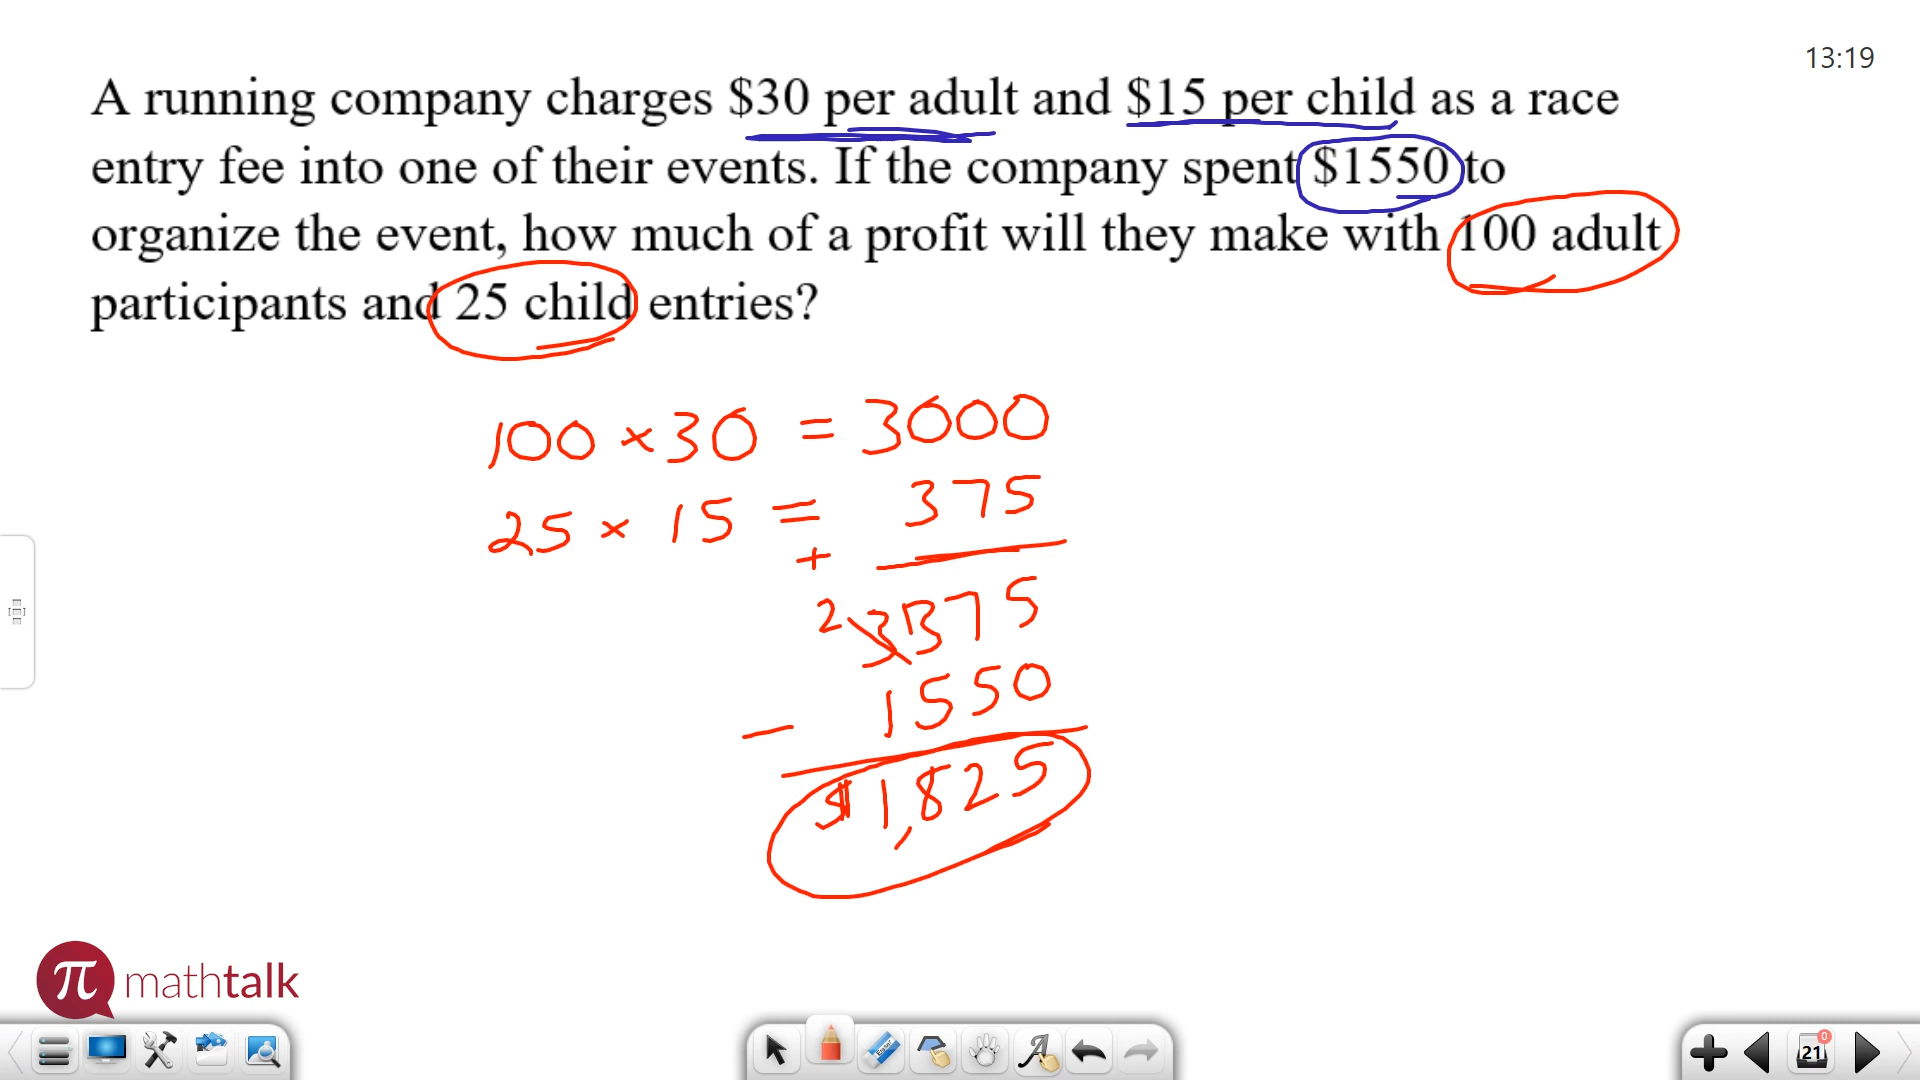 13:19
A running company charges $30 per adult and $15 per child as a race
entry fee into one of their events. If the company spent $1550 to
organize the event, how much of a profit will they make with 100 adult
participants and 25 child entries?
100 × 30 = 3000
25 × 15 = 375
+
2 3375
- 1550
$1,825
π mathtalk
Eraser A 21 0